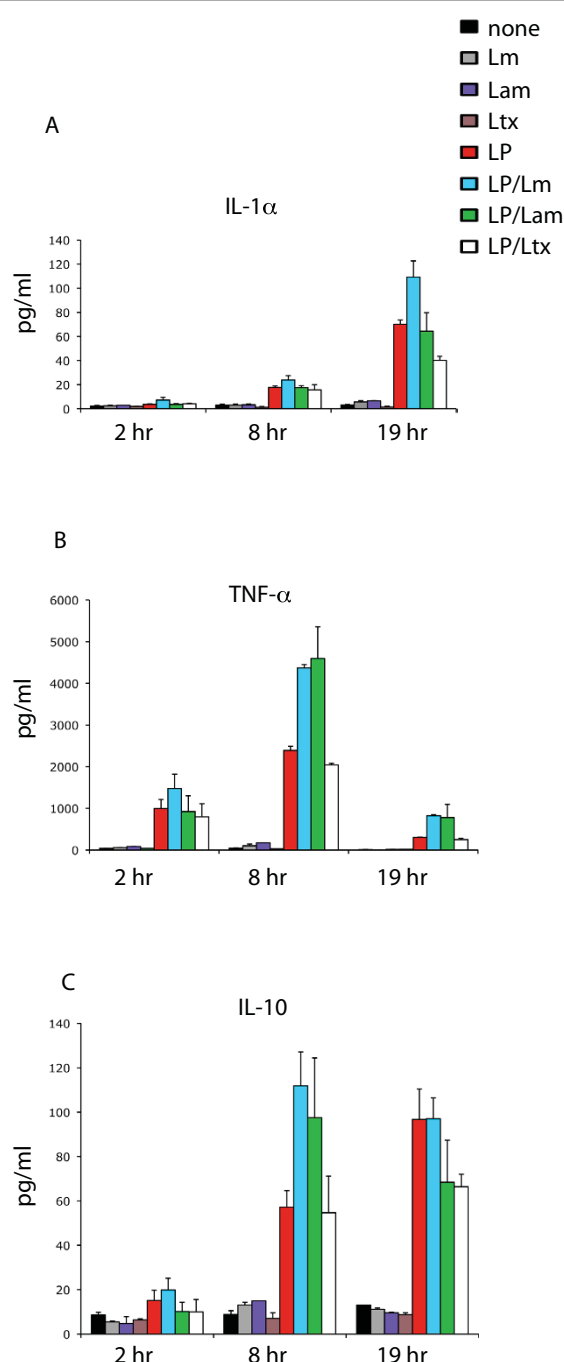 none
Lm
Lam
Ltx
LP
LP/Lm
LP/Lam
LP/Ltx
A
IL-1α
pg/ml
140
120
100
80
60
40
20
0
2 hr 8 hr 19 hr
B
TNF-α
pg/ml
6000
5000
4000
3000
2000
1000
0
2 hr 8 hr 19 hr
C
IL-10
pg/ml
140
120
100
80
60
40
20
0
2 hr 8 hr 19 hr